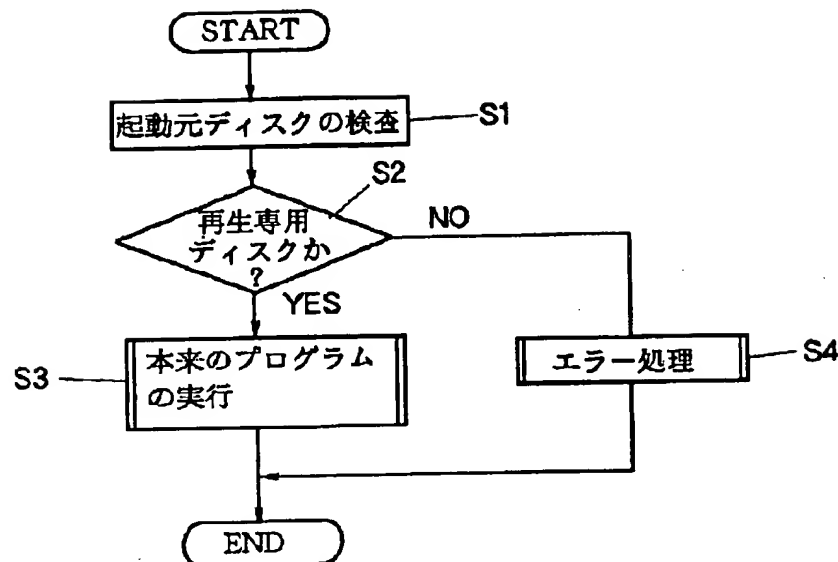 START
起動元ディスクの検査
S1
S2
再生専用
ディスクか
?
NO
YES
S3
本来のプログラム
の実行
エラー処理
S4
END